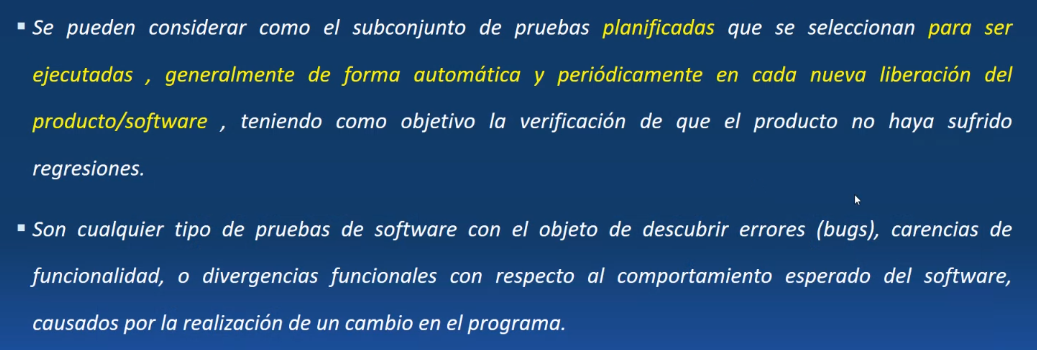 ▪ Se pueden considerar como el subconjunto de pruebas planificadas que se seleccionan para ser
ejecutadas , generalmente de forma automática y periódicamente en cada nueva liberación del
producto/software , teniendo como objetivo la verificación de que el producto no haya sufrido
regresiones.
▪ Son cualquier tipo de pruebas de software con el objeto de descubrir errores (bugs), carencias de
funcionalidad, o divergencias funcionales con respecto al comportamiento esperado del software,
causados por la realización de un cambio en el programa.